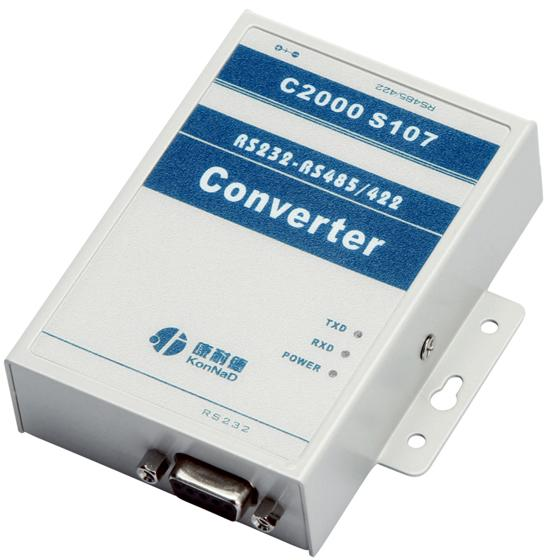 RS485/422
C2000 S107
RS232-RS485/422
Converter
TXD
RXD
POWER
康耐德
KonNaD
RS232